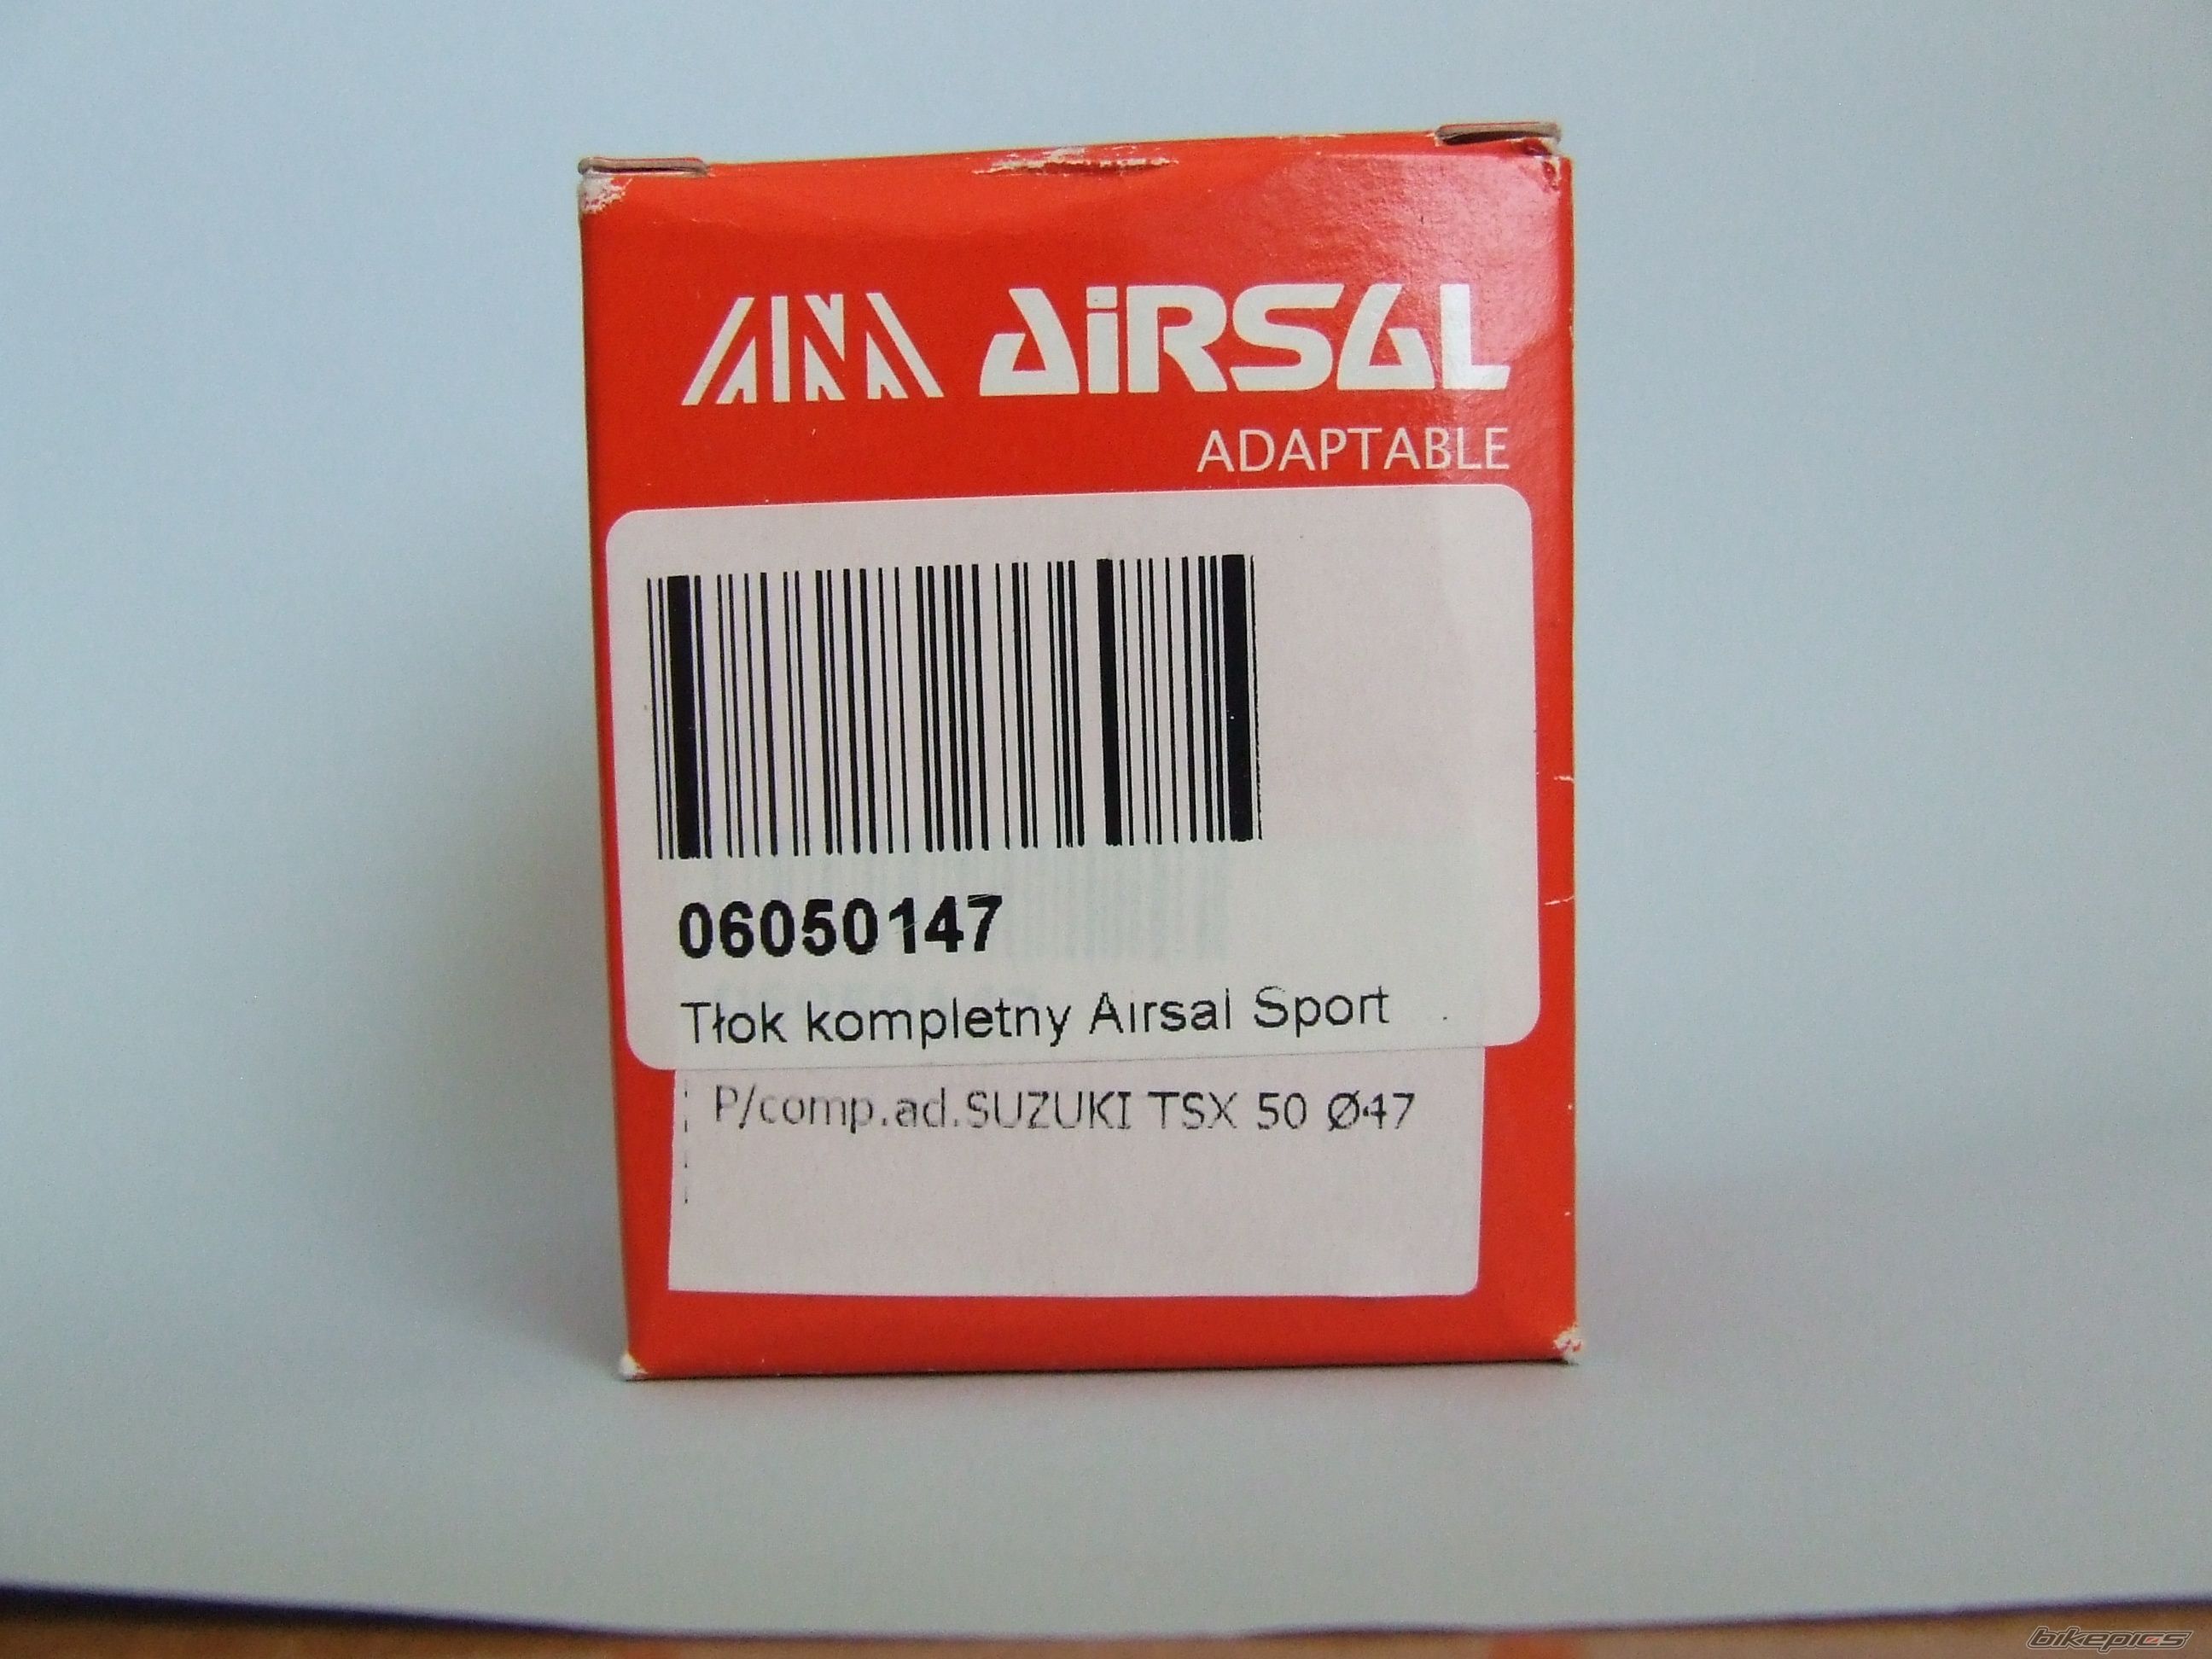 AiRSAL
ADAPTABLE
06050147
Tłok kompletny Airsal Sport
P/comp.ad.SUZUKI TSX 50 Ø47
bikepics